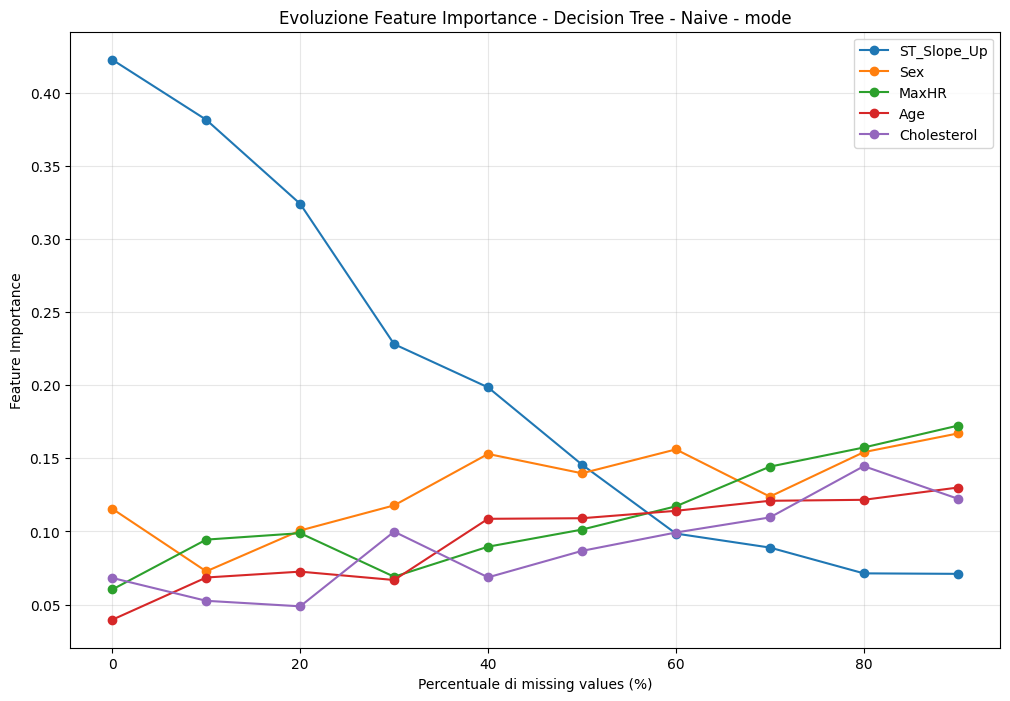 Evoluzione Feature Importance - Decision Tree - Naive - mode
ST_Slope_Up
Sex
MaxHR
Age
Cholesterol
Feature Importance
0.40
0.35
0.30
0.25
0.20
0.15
0.10
0.05
0
20
40
60
80
Percentuale di missing values (%)